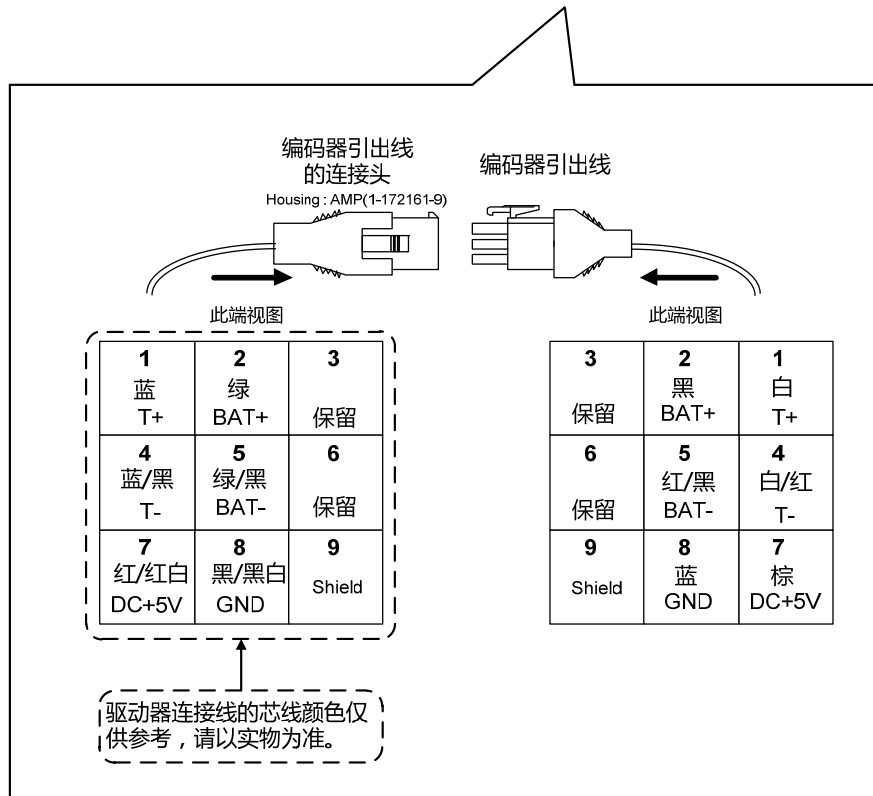 编码器引出线
的连接头
Housing : AMP(1-172161-9)
编码器引出线
此端视图
此端视图
1
蓝
T+
2
绿
BAT+
3
保留
4
蓝/黑
T-
5
绿/黑
BAT-
6
保留
7
红/红白
DC+5V
8
黑/黑白
GND
9
Shield
3
保留
2
黑
BAT+
1
白
T+
6
保留
5
红/黑
BAT-
4
白/红
T-
9
Shield
8
蓝
GND
7
棕
DC+5V
驱动器连接线的芯线颜色仅
供参考，请以实物为准。